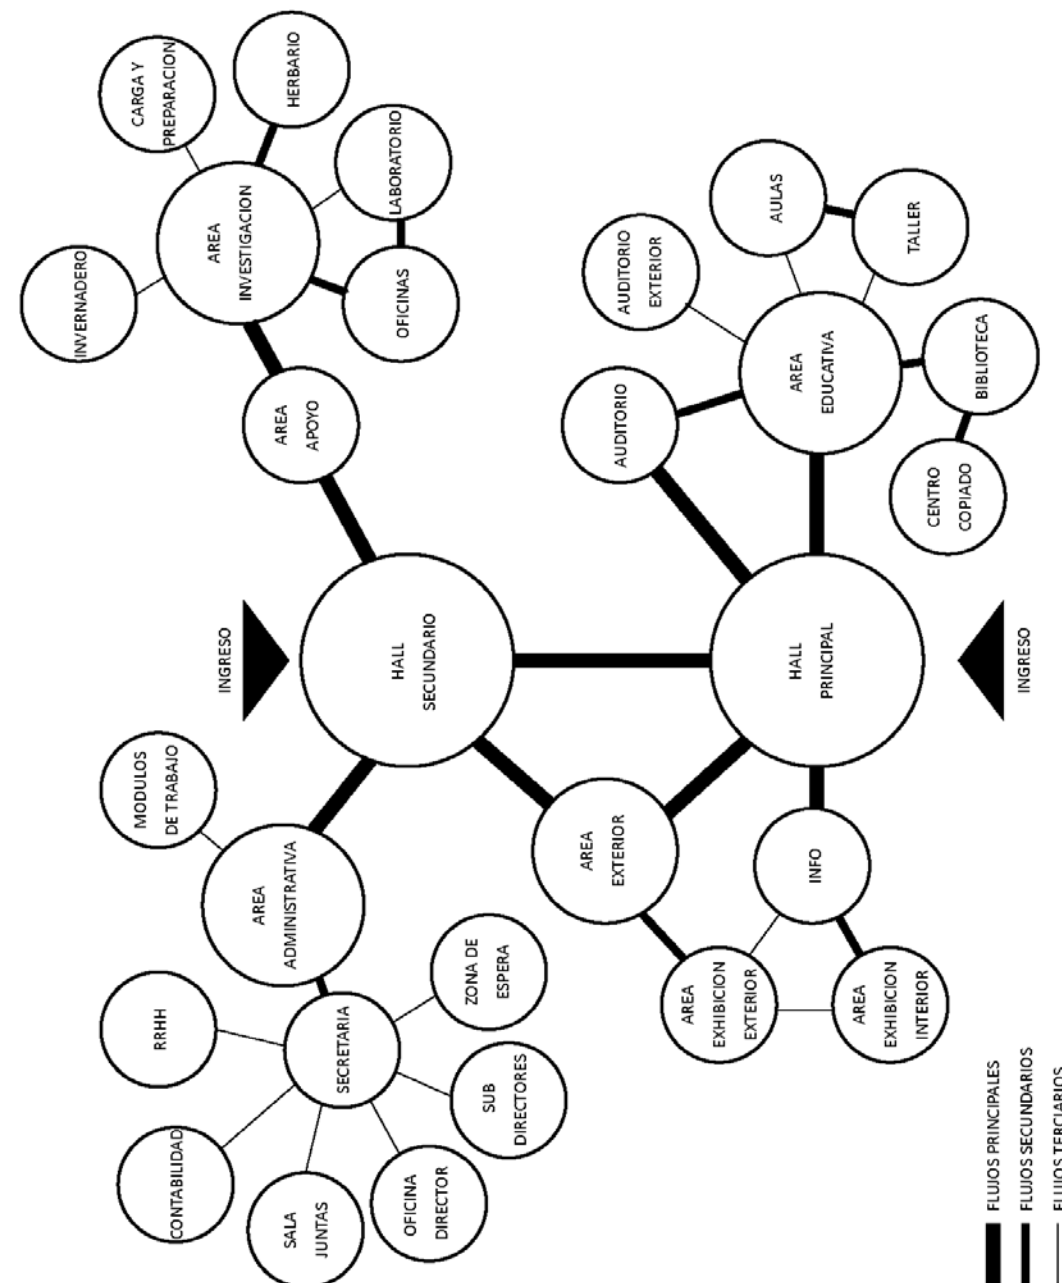 CONTABILIDAD
RRHH
SALA
JUNTAS
OFICINA
DIRECTOR
SUB
DIRECTORES
ZONA DE
ESPERA
SECRETARIA
AREA
ADMINISTRATIVA
MODULOS
DE TRABAJO
INGRESO
HALL
SECUNDARIO
AREA
APOYO
INVERNADERO
AREA
INVESTIGACION
CARGA Y
PREPARACION
HERBARIO
LABORATORIO
OFICINAS
AREA
EXTERIOR
AREA
EXHIBICION
EXTERIOR
AREA
EXHIBICION
INTERIOR
INFO
HALL
PRINCIPAL
INGRESO
AUDITORIO
AUDITORIO
EXTERIOR
AREA
EDUCATIVA
AULAS
TALLER
BIBLIOTECA
CENTRO
COPIADO
FLUJOS PRINCIPALES
FLUJOS SECUNDARIOS
FLUJOS TERCIARIOS